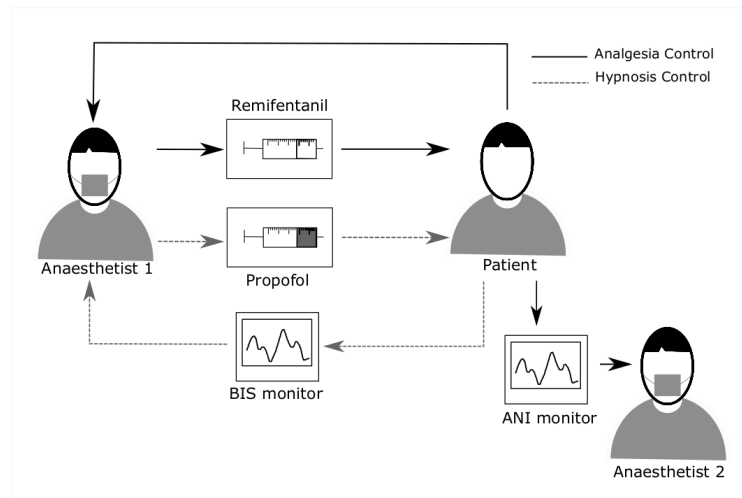 Analgesia Control
Hypnosis Control
Remifentanil
Anaesthetist 1
Propofol
Patient
BIS monitor
ANI monitor
Anaesthetist 2